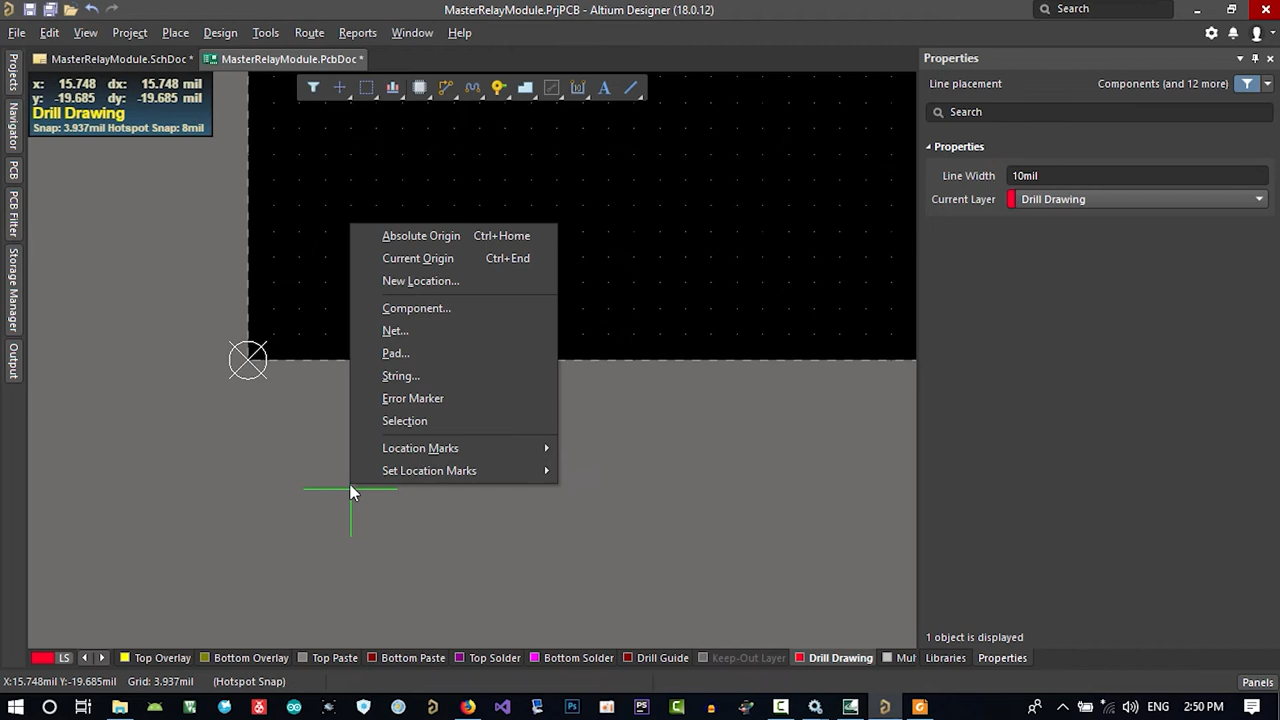 MasterRelayModule.PrjPCB - Altium Designer (18.0.12)
Search
File Edit View Project Place Design Tools Route Reports Window Help
MasterRelayModule.SchDoc *
MasterRelayModule.PcbDoc *
x: 15.748 dx: 15.748 mil
y: -19.685 dy: -19.685 mil
Drill Drawing
Snap: 3.937mil Hotspot Snap: 8mil
Projects
Navigator
PCB
PCB Filter
Storage Manager
Output
Absolute Origin Ctrl+Home
Current Origin Ctrl+End
New Location...
Component...
Net...
Pad...
String...
Error Marker
Selection
Location Marks
Set Location Marks
Properties
Line placement Components (and 12 more)
Search
Properties
Line Width 10mil
Current Layer Drill Drawing
1 object is displayed
LS Top Overlay Bottom Overlay Top Paste Bottom Paste Top Solder Bottom Solder Drill Guide Keep-Out Layer Drill Drawing Mul
Libraries Properties
X:15.748mil Y:-19.685mil Grid: 3.937mil (Hotspot Snap)
Panels
ENG 2:50 PM